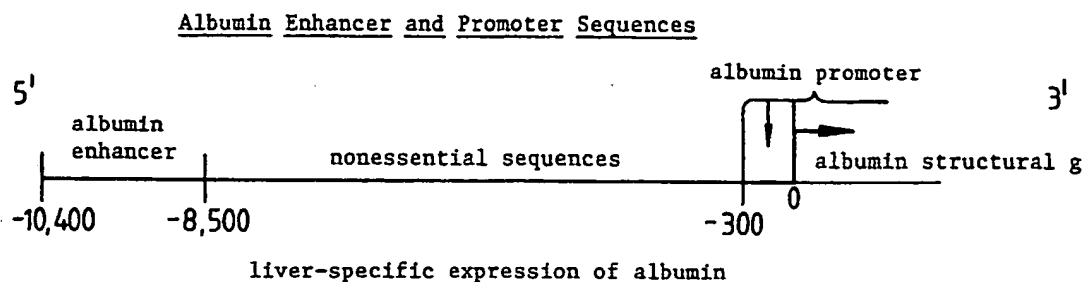 Albumin Enhancer and Promoter Sequences
albumin promoter
5' 3'
albumin
enhancer
nonessential sequences
albumin structural g
-10,400 -8,500 -300 0
liver-specific expression of albumin